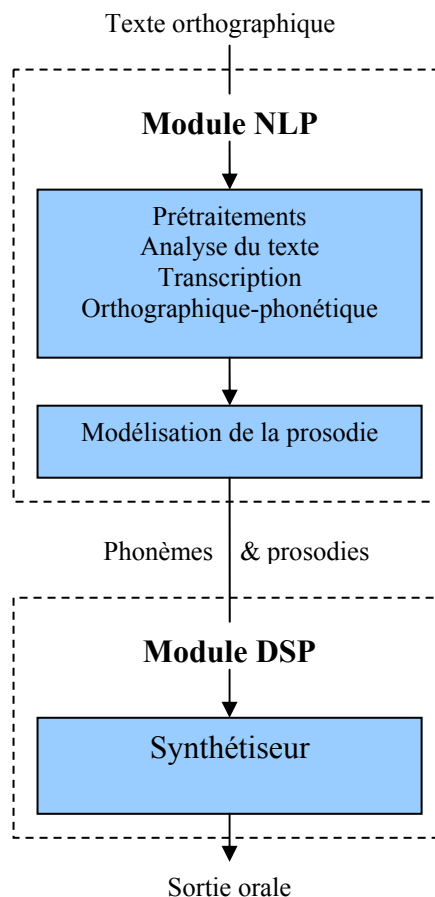 Texte orthographique
Module NLP
Prétraitements
Analyse du texte
Transcription
Orthographique-phonétique
Modélisation de la prosodie
Phonèmes & prosodies
Module DSP
Synthétiseur
Sortie orale